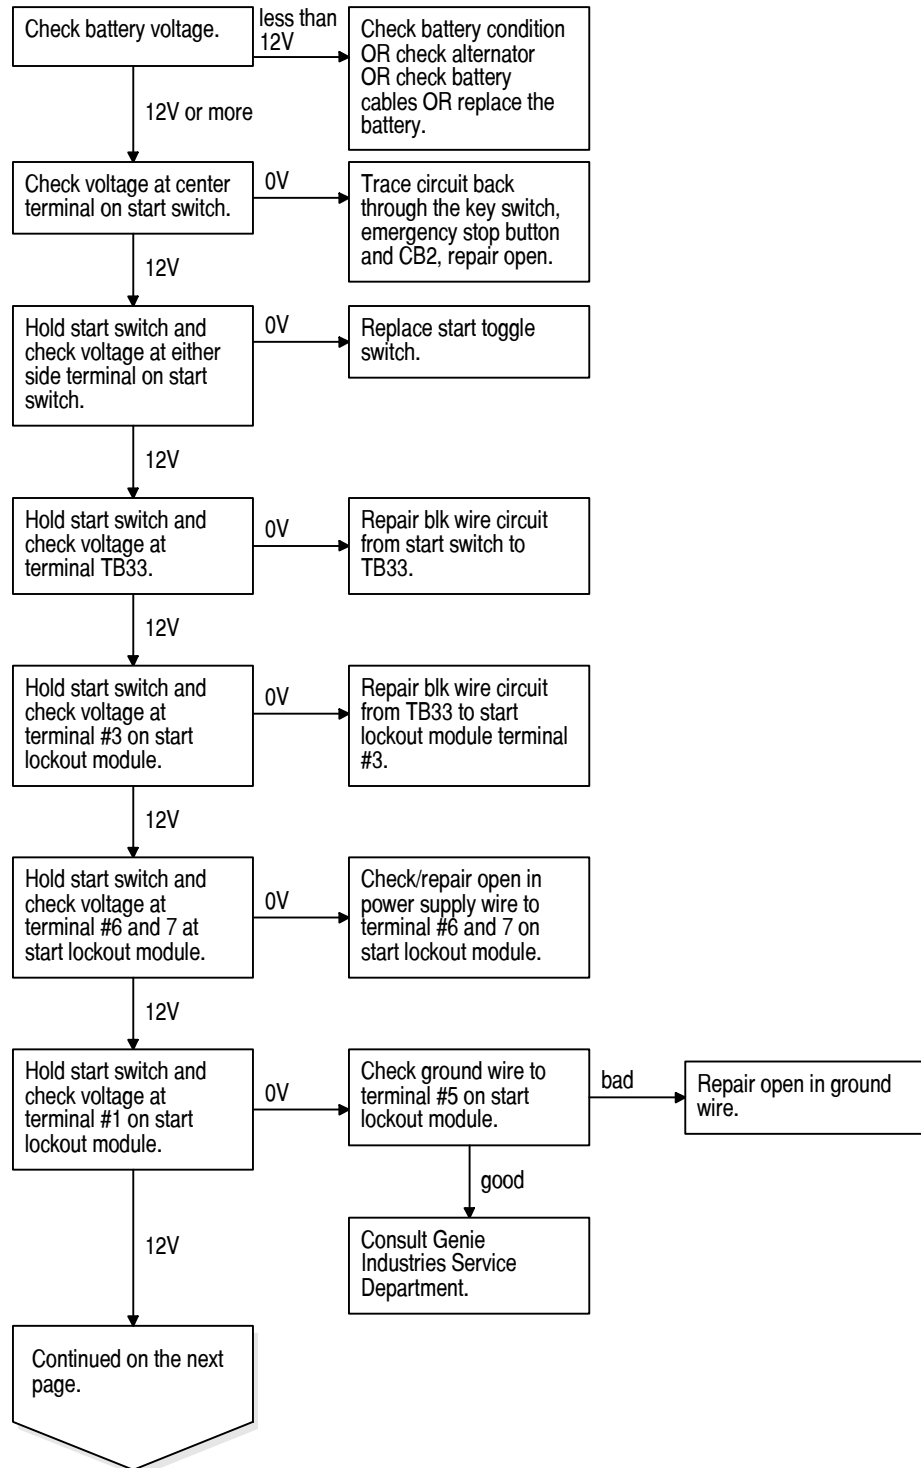 Check battery voltage.
less than
12V
Check battery condition
OR check alternator
OR check battery
cables OR replace the
battery.
12V or more
Check voltage at center
terminal on start switch.
0V
Trace circuit back
through the key switch,
emergency stop button
and CB2, repair open.
12V
Hold start switch and
check voltage at either
side terminal on start
switch.
0V
Replace start toggle
switch.
12V
Hold start switch and
check voltage at
terminal TB33.
0V
Repair blk wire circuit
from start switch to
TB33.
12V
Hold start switch and
check voltage at
terminal #3 on start
lockout module.
0V
Repair blk wire circuit
from TB33 to start
lockout module terminal
#3.
12V
Hold start switch and
check voltage at
terminal #6 and 7 at
start lockout module.
0V
Check/repair open in
power supply wire to
terminal #6 and 7 on
start lockout module.
12V
Hold start switch and
check voltage at
terminal #1 on start
lockout module.
0V
Check ground wire to
terminal #5 on start
lockout module.
bad
Repair open in ground
wire.
good
Consult Genie
Industries Service
Department.
12V
Continued on the next
page.